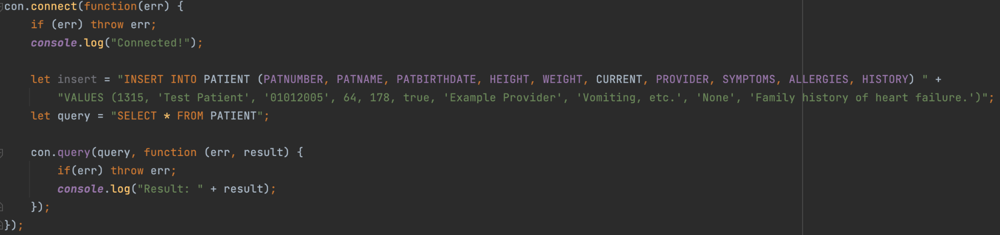 con.connect(function(err) {
    if (err) throw err;
    console.log("Connected!");

    let insert = "INSERT INTO PATIENT (PATNUMBER, PATNAME, PATBIRTHDATE, HEIGHT, WEIGHT, CURRENT, PROVIDER, SYMPTOMS, ALLERGIES, HISTORY) " +
        "VALUES (1315, 'Test Patient', '01012005', 64, 178, true, 'Example Provider', 'Vomiting, etc.', 'None', 'Family history of heart failure.')";
    let query = "SELECT * FROM PATIENT";

    con.query(query, function (err, result) {
        if(err) throw err;
        console.log("Result: " + result);
    });
});